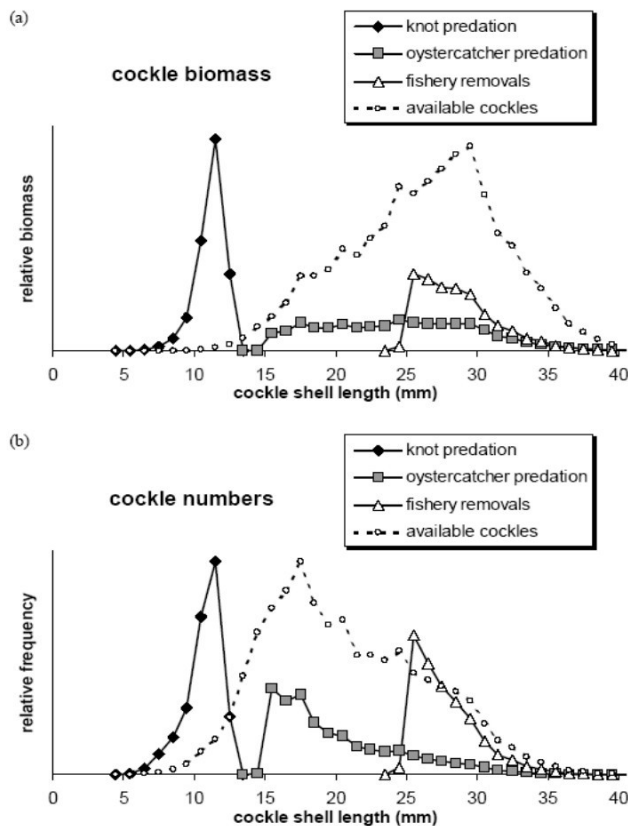 (a)
knot predation
oystercatcher predation
fishery removals
available cockles
cockle biomass
relative biomass
0 5 10 15 20 25 30 35 40
cockle shell length (mm)
(b)
knot predation
oystercatcher predation
fishery removals
available cockles
cockle numbers
relative frequency
0 5 10 15 20 25 30 35 40
cockle shell length (mm)